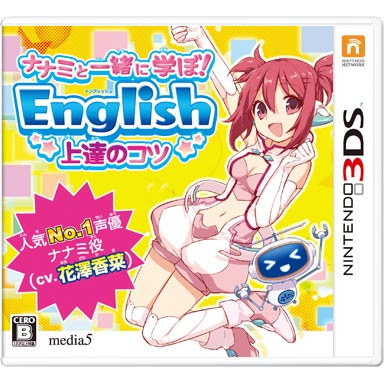 ナナミと一緒に学ぼ!
イングリッシュ
English
上達のコツ
人気No.1声優
ナナミ役
(cv.花澤香菜)
CERO
B
media5
NINTENDO
NETWORK
NINTENDO 3DS